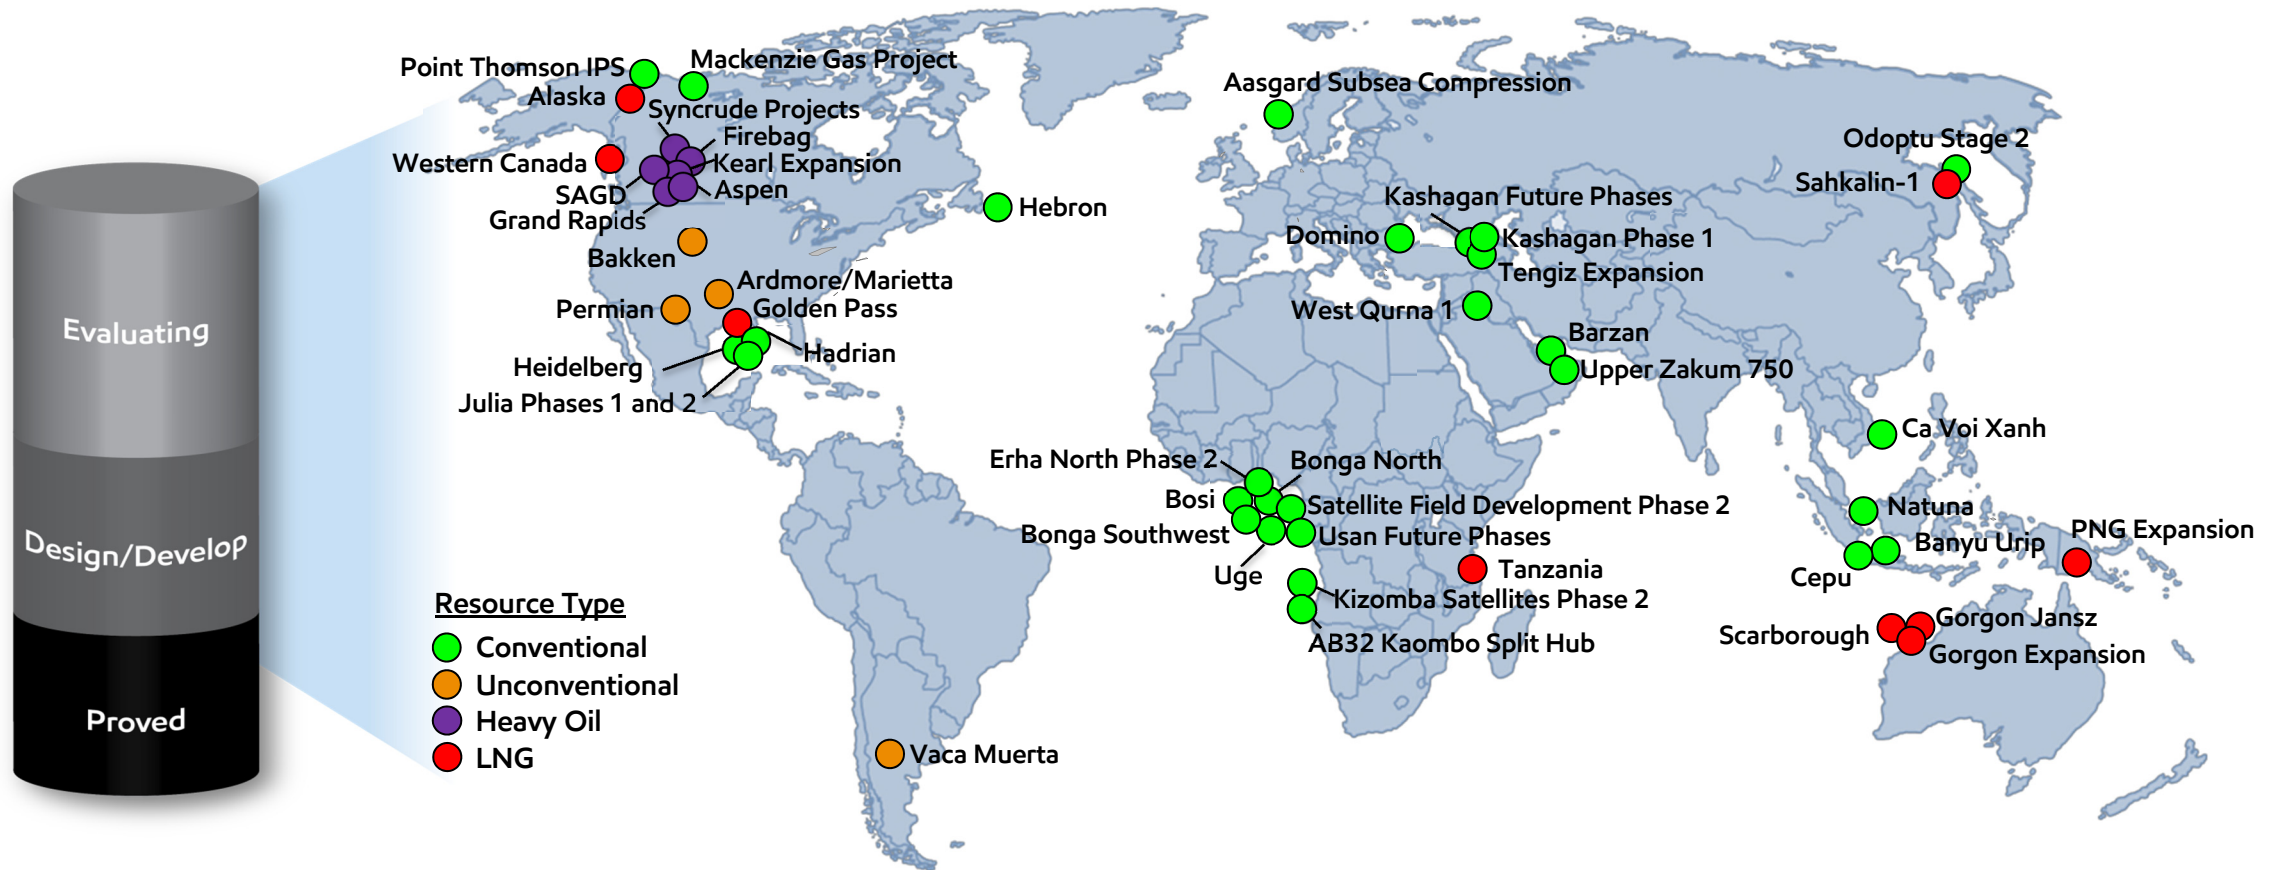 Point Thomson IPS
Mackenzie Gas Project
Alaska
Syncrude Projects
Firebag
Western Canada
Kearl Expansion
SAGD
Aspen
Grand Rapids
Hebron
Bakken
Ardmore/Marietta
Permian
Golden Pass
Hadrian
Heidelberg
Julia Phases 1 and 2
Aasgard Subsea Compression
Odoptu Stage 2
Sahkalin-1
Kashagan Future Phases
Domino
Kashagan Phase 1
Tengiz Expansion
West Qurna 1
Barzan
Upper Zakum 750
Ca Voi Xanh
Erha North Phase 2
Bonga North
Bosi
Satellite Field Development Phase 2
Bonga Southwest
Usan Future Phases
Uge
Tanzania
Kizomba Satellites Phase 2
AB32 Kaombo Split Hub
Natuna
PNG Expansion
Banyu Urip
Cepu
Gorgon Jansz
Scarborough
Gorgon Expansion
Vaca Muerta
Evaluating
Design/Develop
Proved
Resource Type
Conventional
Unconventional
Heavy Oil
LNG